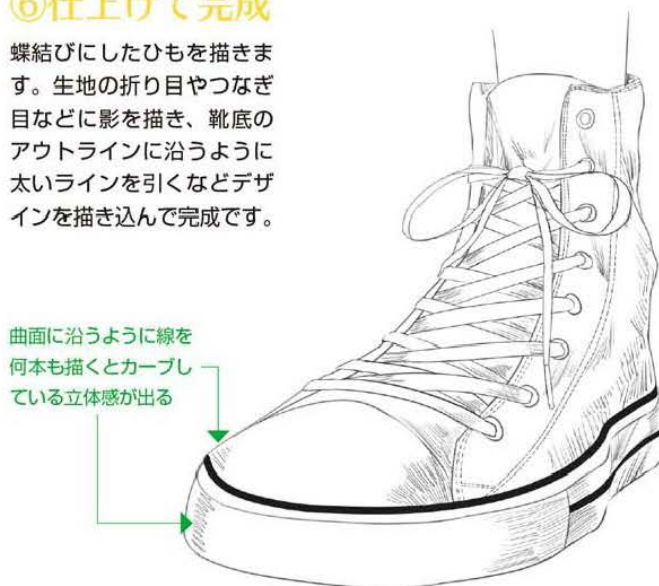 ⑥仕上げて完成
蝶結びにしたひもを描きま
す。生地の折り目やつなぎ
目などに影を描き、靴底の
アウトラインに沿うように
太いラインを引くなどデザ
インを描き込んで完成です。
曲面に沿うように線を
何本も描くとカーブし
ている立体感が出る